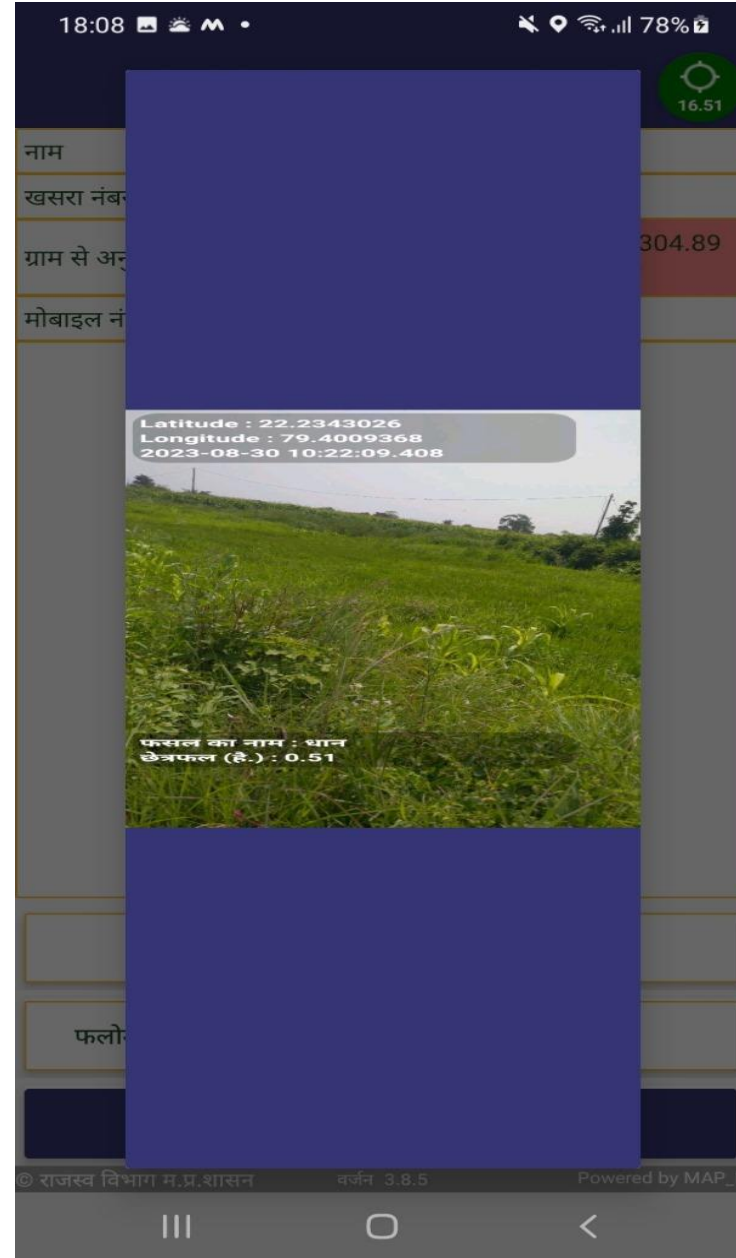 18:08
78%
16.51
नाम
खसरा
304.89
ग्राम से
मोबाइल
Latitude : 22.2343026
Longitude : 79.4009368
2023-08-30 10:22:09.408
फसल का नाम : धान
छेत्रफल (है.) : 0.51
© राजस्व विभाग म.प्र.शासन वर्जन 3.8.5 Powered by MAP_